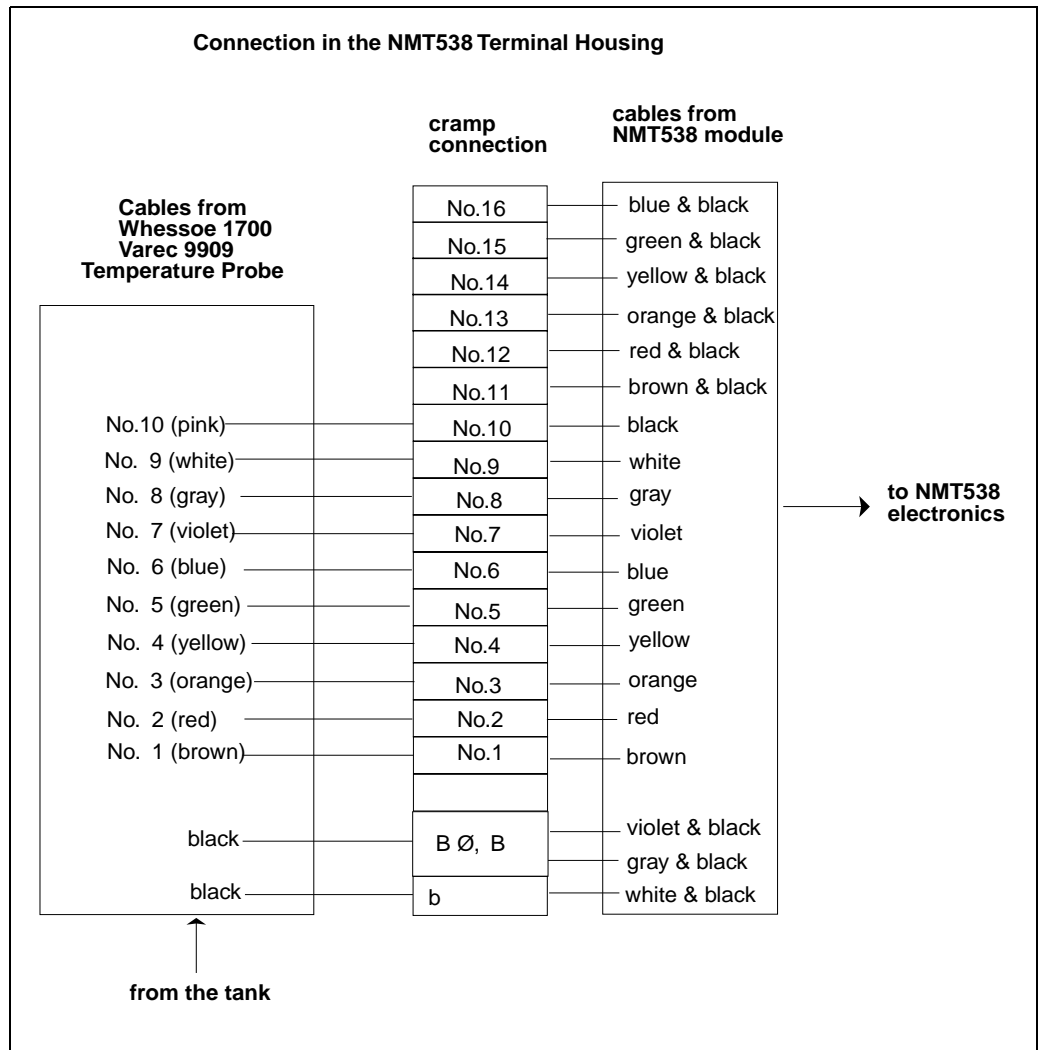 Connection in the NMT538 Terminal Housing
cramp
connection
cables from
NMT538 module
Cables from
Whessoe 1700
Varec 9909
Temperature Probe
No.16 blue & black
No.15 green & black
No.14 yellow & black
No.13 orange & black
No.12 red & black
No.11 brown & black
No.10 (pink) No.10 black
No. 9 (white) No.9 white
No. 8 (gray) No.8 gray
No. 7 (violet) No.7 violet
No. 6 (blue) No.6 blue
No. 5 (green) No.5 green
No. 4 (yellow) No.4 yellow
No. 3 (orange) No.3 orange
No. 2 (red) No.2 red
No. 1 (brown) No.1 brown
to NMT538
electronics
black B Ø, B violet & black
gray & black
black b white & black
from the tank